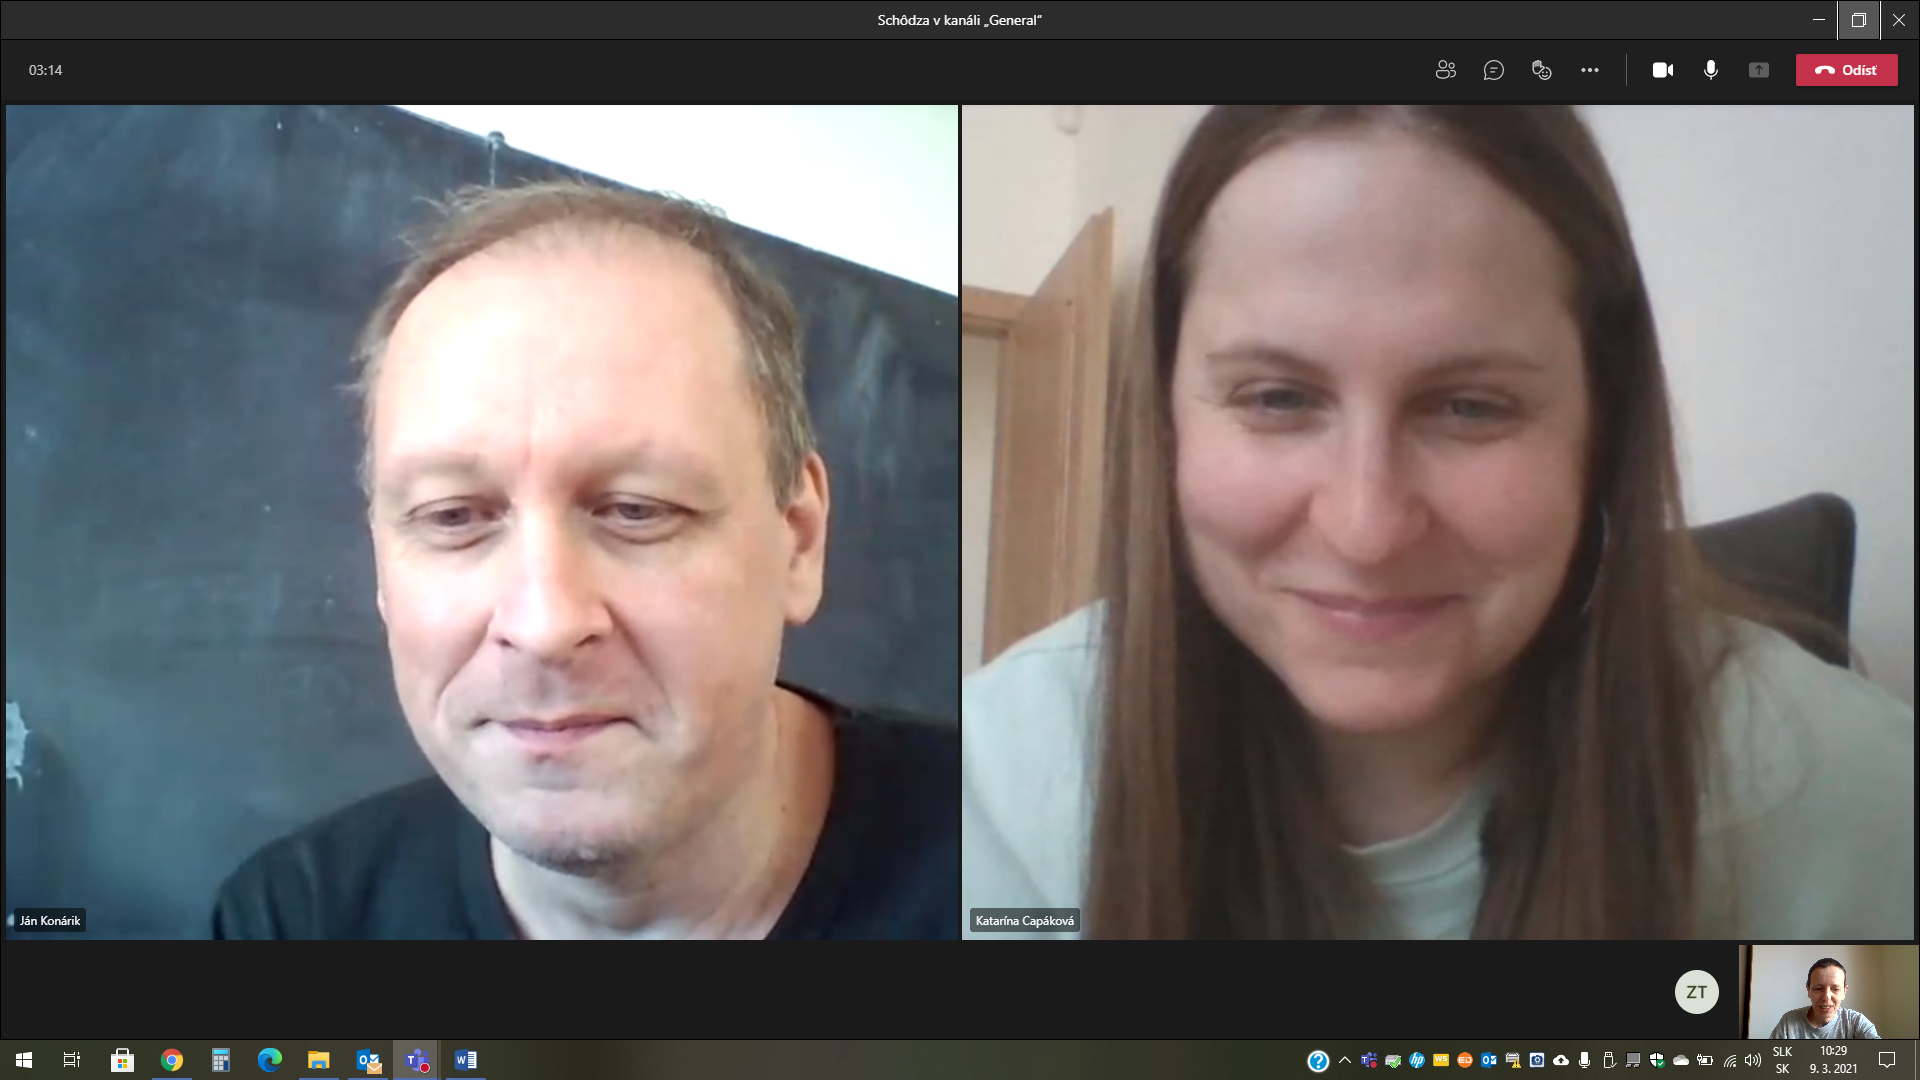 Schôdza v kanáli „General“
03:14
Odísť
Ján Konárik
Katarína Capáková
ZT
SLK
SK
10:29
9. 3. 2021